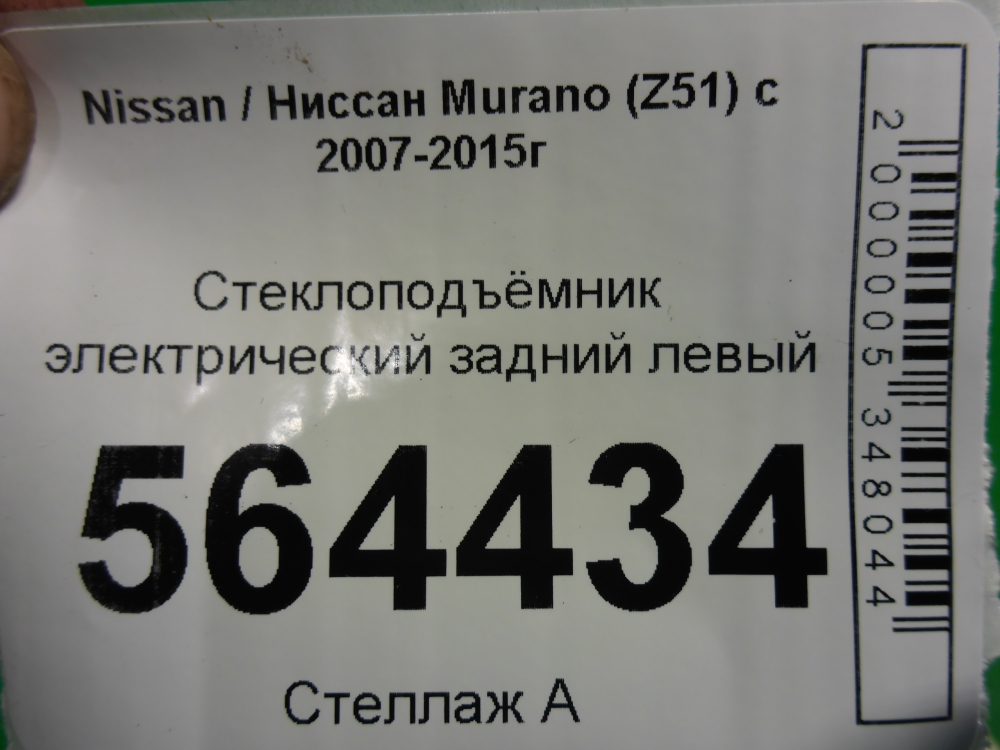 Nissan / Ниссан Murano (Z51) с
2007-2015г
Стеклоподъёмник
электрический задний левый
564434
Стеллаж А
2000005348044